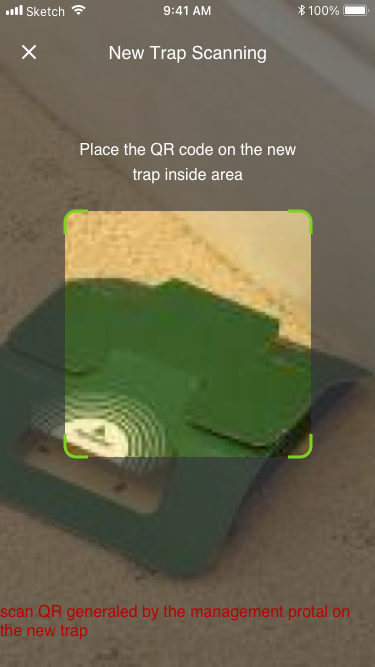 Sketch 9:41 AM 100%
New Trap Scanning
Place the QR code on the new
trap inside area
scan QR generaled by the management protal on
the new trap